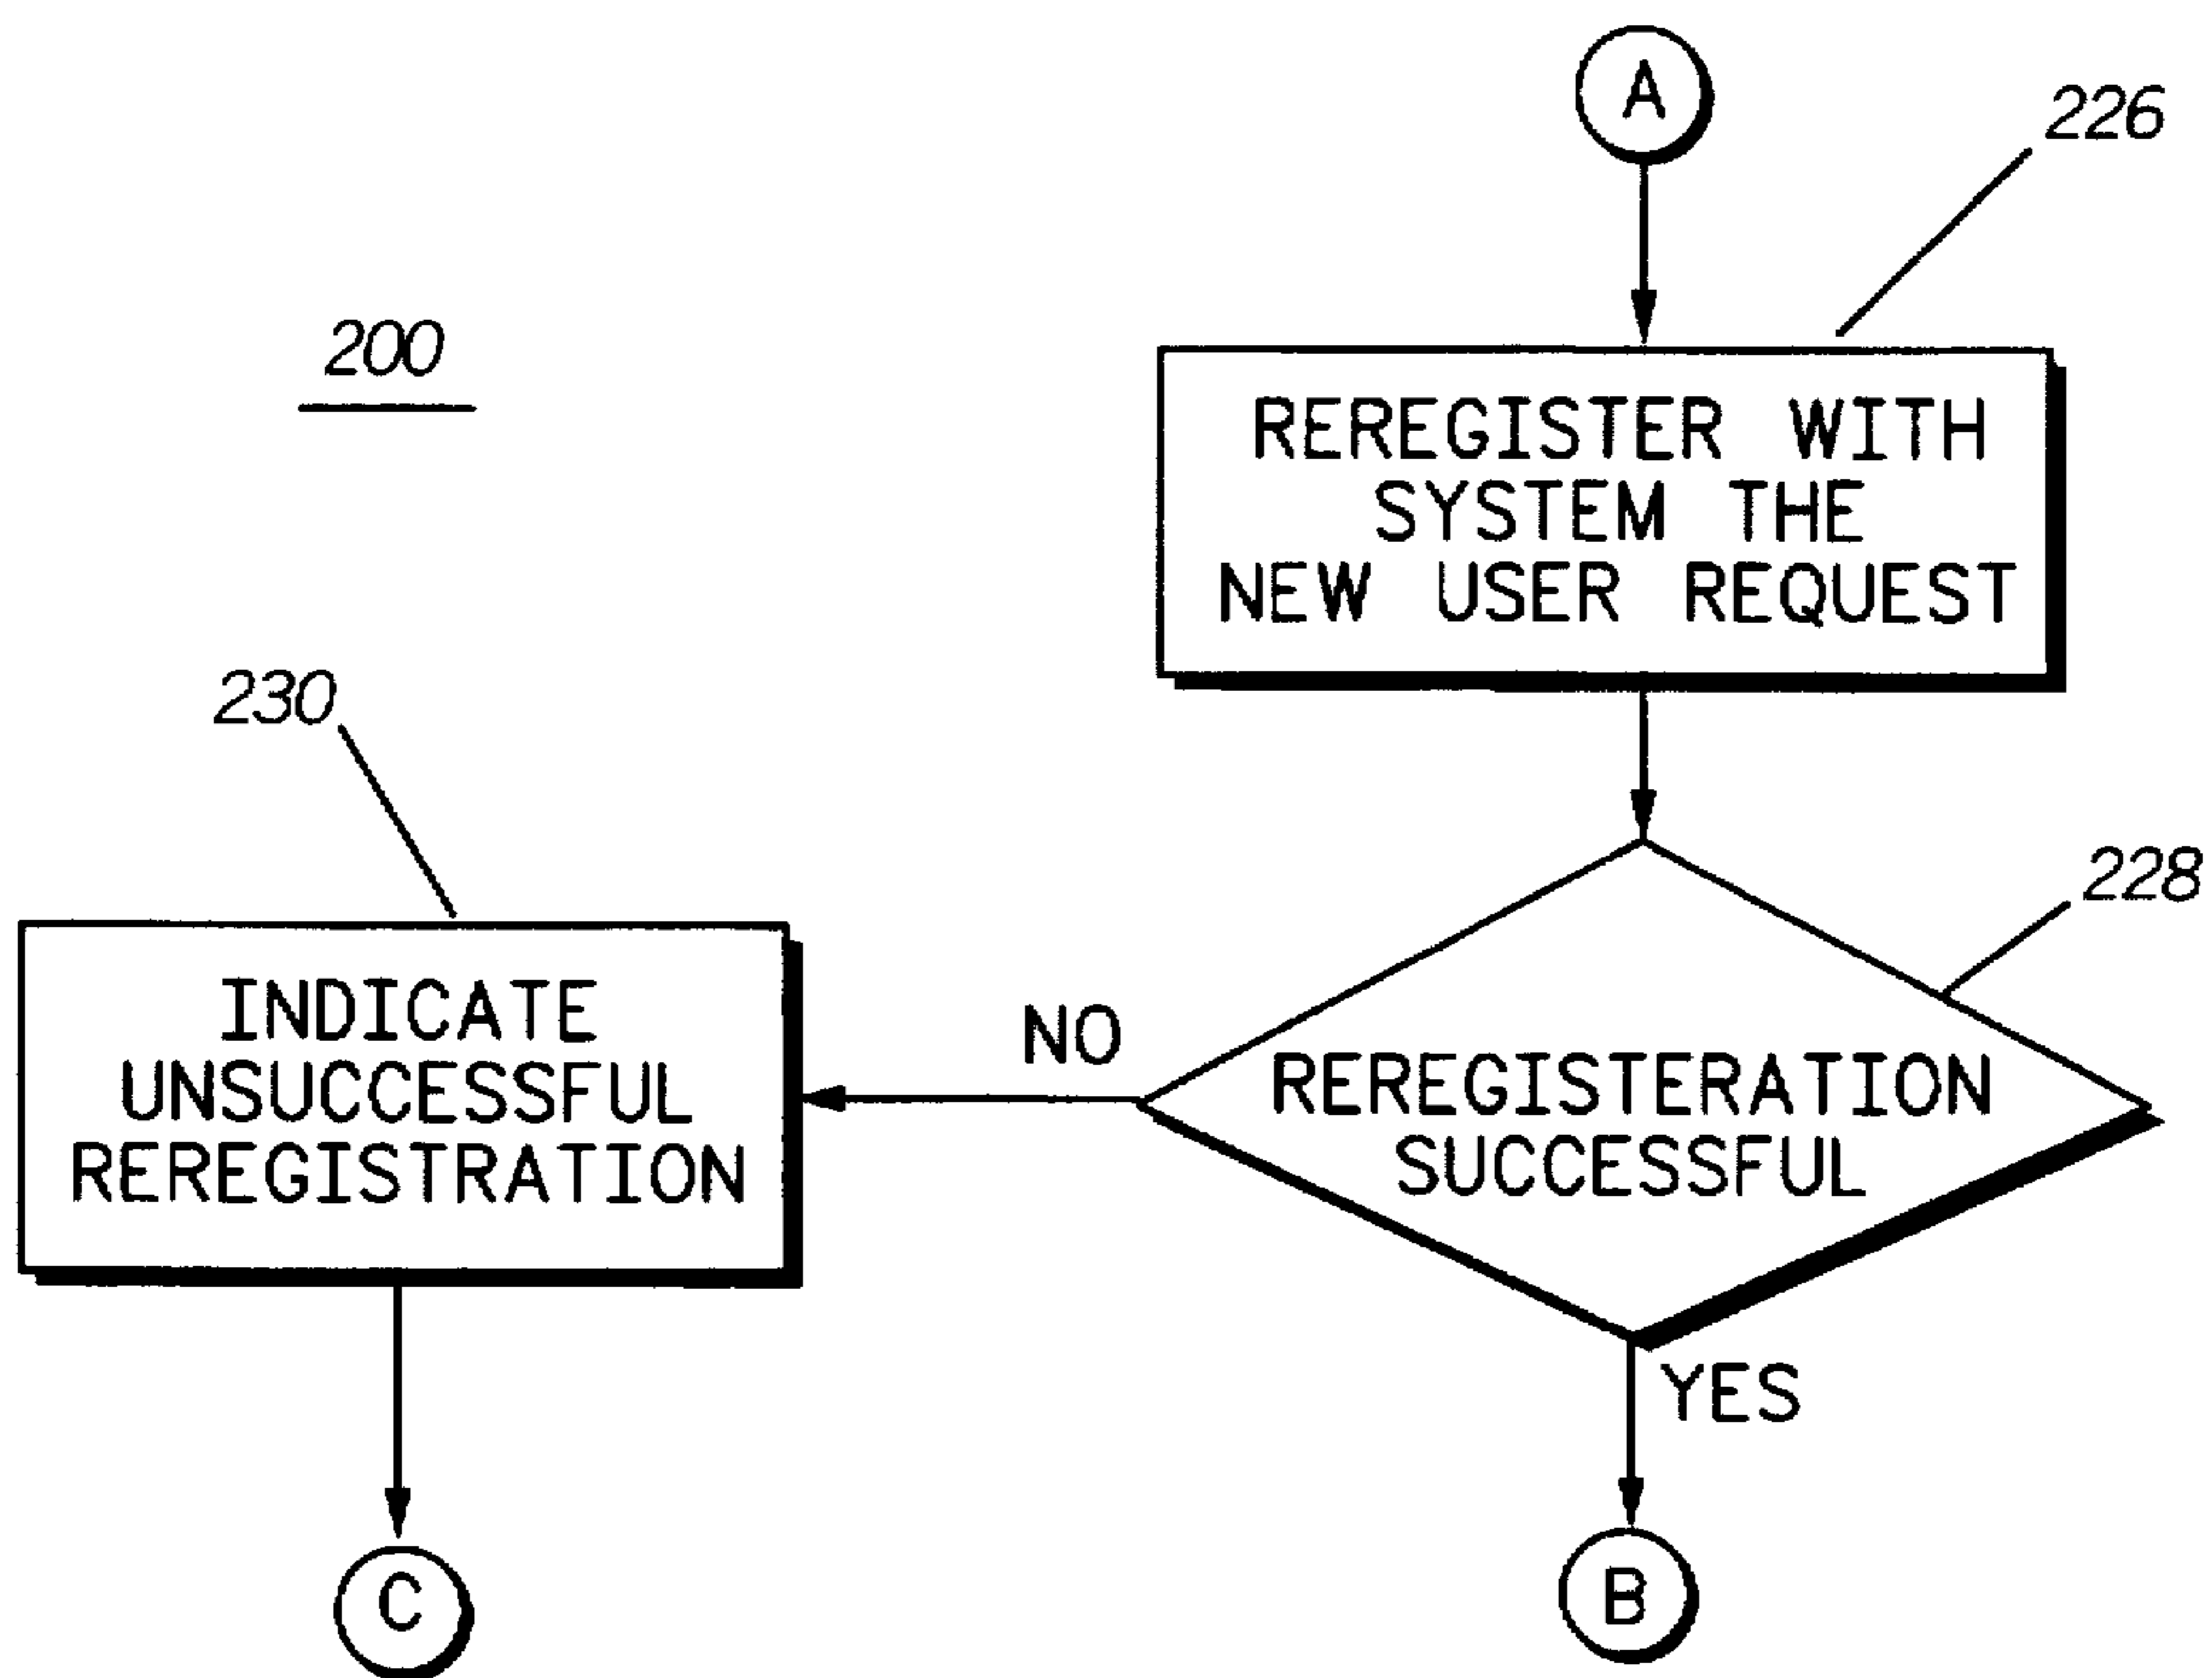 A
226
200
REREGISTER WITH
SYSTEM THE
NEW USER REQUEST
230
228
INDICATE
UNSUCCESSFUL
REREGISTRATION
NO
REREGISTERATION
SUCCESSFUL
YES
C
B